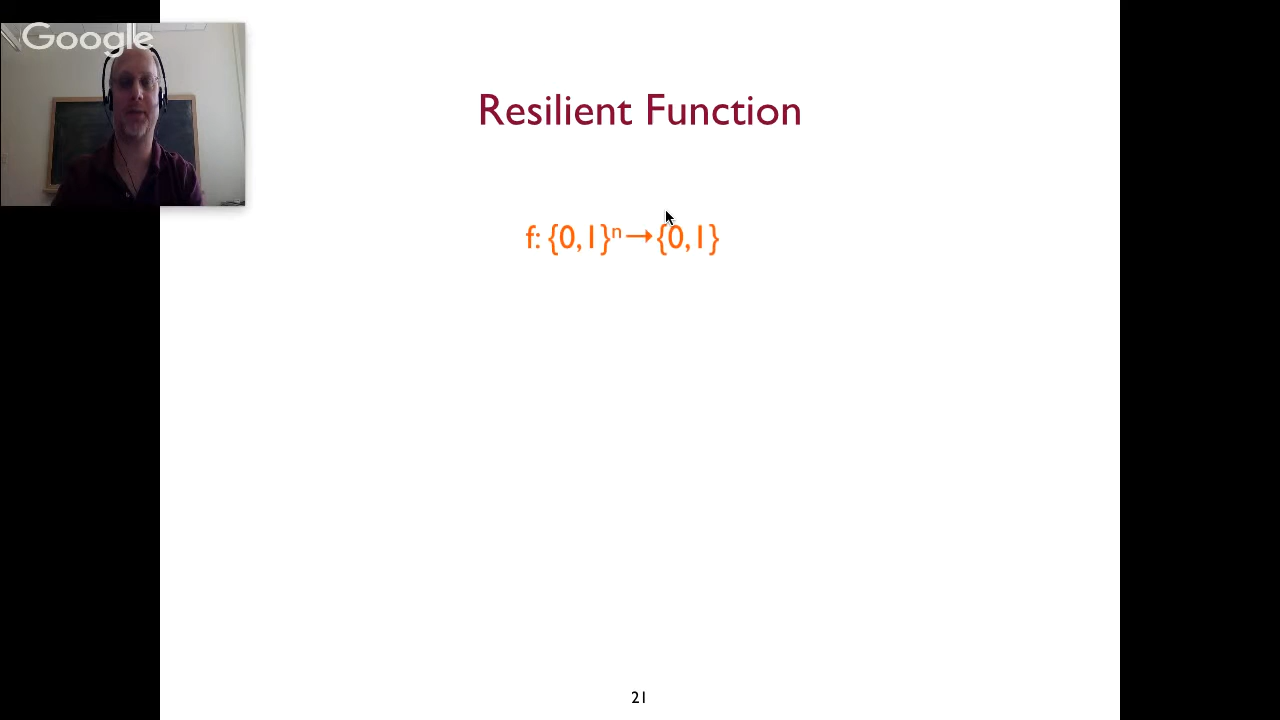 Google
Resilient Function
f: {0,1}ⁿ→{0,1}
21